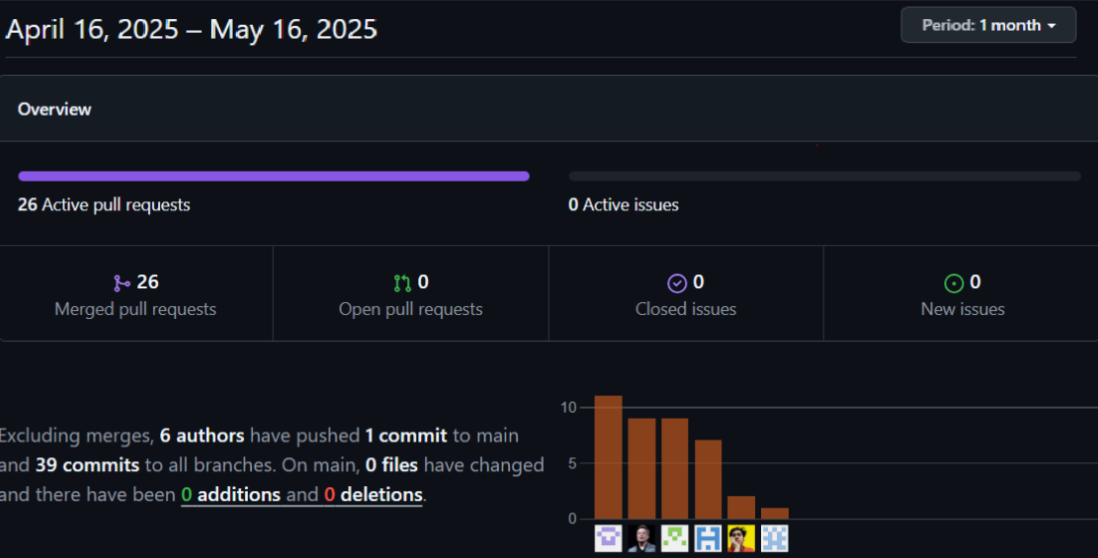 April 16, 2025 – May 16, 2025
Period: 1 month
Overview
26 Active pull requests
0 Active issues
26
Merged pull requests
0
Open pull requests
0
Closed issues
0
New issues
Excluding merges, 6 authors have pushed 1 commit to main
and 39 commits to all branches. On main, 0 files have changed
and there have been 0 additions and 0 deletions.
10
5
0